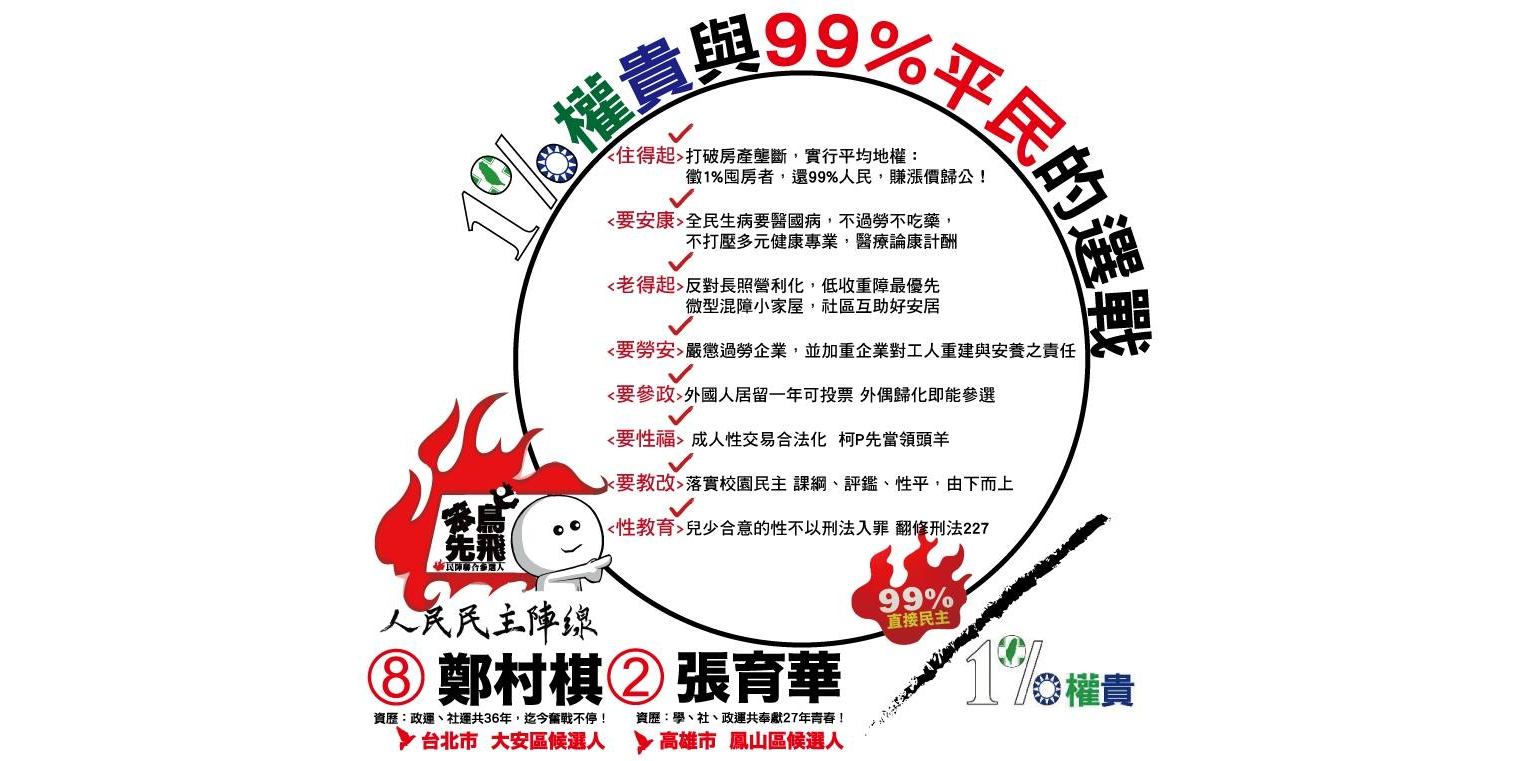 1%權貴與99%平民的選戰
<住得起>打破房產壟斷，實行平均地權：
徵1%囤房者，還99%人民，賺漲價歸公！
<要安康>全民生病要醫國病，不過勞不吃藥，
不打壓多元健康專業，醫療論康計酬
<老得起>反對長照營利化，低收重障最優先
微型混障小家屋，社區互助好安居
<要勞安>嚴懲過勞企業，並加重企業對工人重建與安養之責任
<要參政>外國人居留一年可投票 外偶歸化即能參選
<要性福> 成人性交易合法化 柯P先當領頭羊
<要教改>落實校園民主 課綱、評鑑、性平，由下而上
<性教育>兒少合意的性不以刑法入罪 翻修刑法227
鳥
先飛
民陣聯合參選人
人民民主陣線
99%
直接民主
1%權貴
8 鄭村棋 2 張育華
資歷：政運、社運共36年，迄今奮戰不停！
資歷：學、社、政運共奉獻27年青春！
台北市 大安區候選人
高雄市 鳳山區候選人